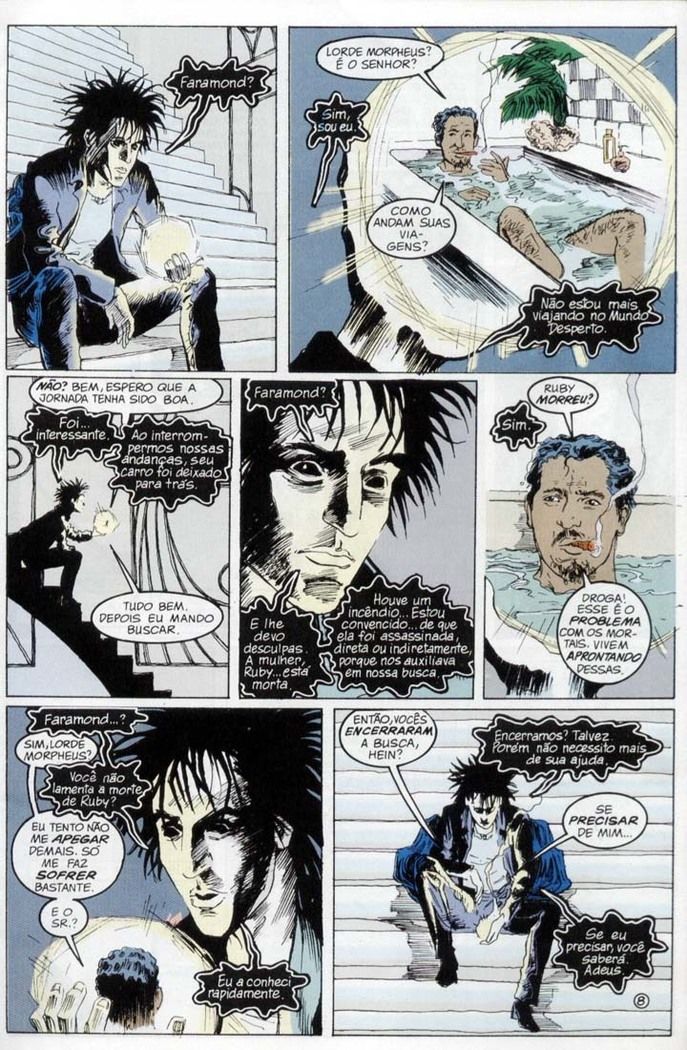 Faramond?
LORDE MORPHEUS?
É O SENHOR?
Sim,
sou eu.
COMO
ANDAM SUAS
VIA-
GENS?
Não estou mais
viajando no Mundo
Desperto.
NÃO? BEM, ESPERO QUE A
JORNADA TENHA SIDO BOA.
Foi...
interessante.
Ao interrom-
permos nossas
andanças, seu
carro foi deixado
para trás.
TUDO BEM.
DEPOIS EU MANDO
BUSCAR.
Faramond?
E lhe
devo
desculpas.
A mulher,
Ruby... está
morta.
Houve um
incêndio... Estou
convencido... de que
ela foi assassinada,
direta ou indiretamente,
porque nos auxiliava
em nossa busca.
RUBY
MORREU?
Sim.
DROGA!
ESSE É O
PROBLEMA
COM OS MOR-
TAIS. VIVEM
APRONTANDO
DESSAS.
Faramond...?
SIM, LORDE
MORPHEUS?
Você não
lamenta a morte
de Ruby?
EU TENTO NÃO
ME APEGAR
DEMAIS. SÓ
ME FAZ
SOFRER
BASTANTE.
E O
SR.?
Eu a conheci
rapidamente.
ENTÃO, VOCÊS
ENCERRARAM
A BUSCA,
HEIN?
Encerramos? Talvez.
Porém não necessito mais
de sua ajuda.
SE
PRECISAR
DE MIM...
Se eu
precisar, você
saberá.
Adeus.
8